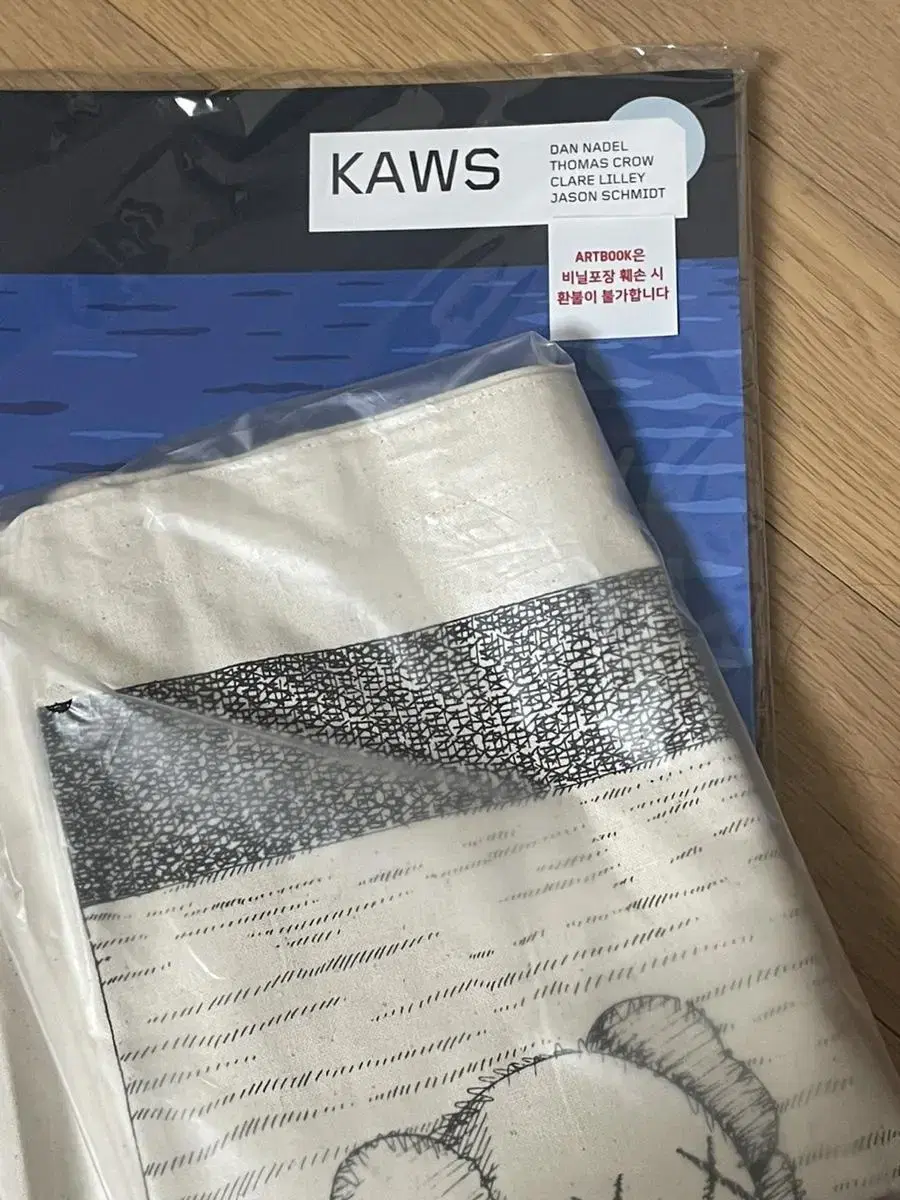 KAWS
DAN NADEL
THOMAS CROW
CLARE LILLEY
JASON SCHMIDT
ARTBOOK은
비닐포장 훼손 시
환불이 불가합니다